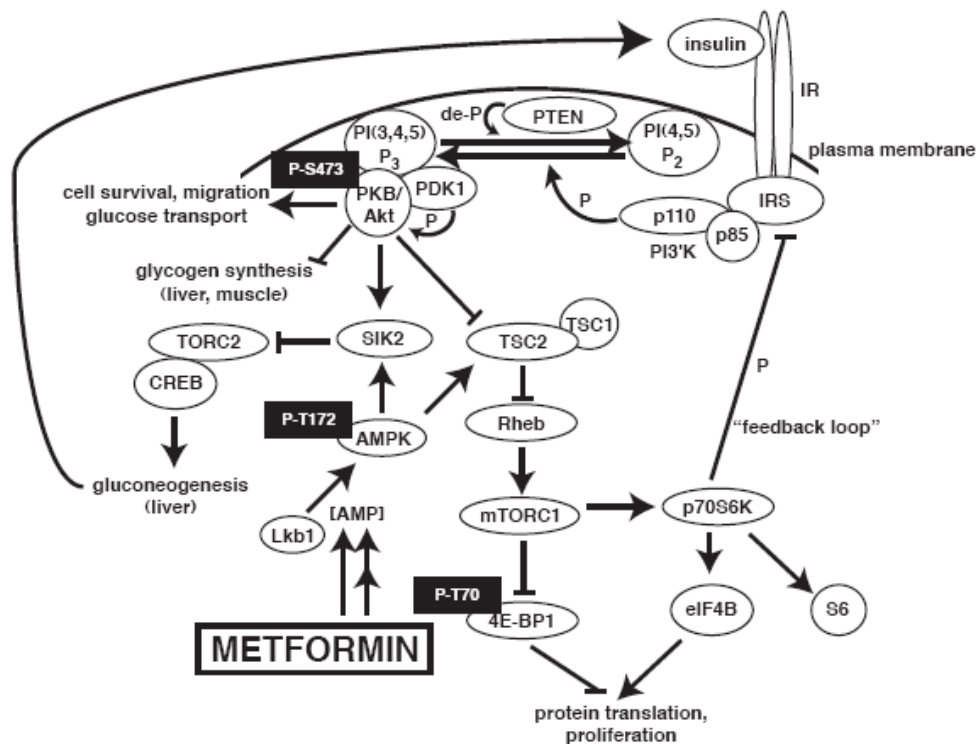 insulin
IR
de-P
PTEN
PI(3,4,5)
P3
PI(4,5)
P2
plasma membrane
P-S473
PDK1
PKB/
Akt
P
cell survival, migration
glucose transport
P
p110
p85
IRS
PI3'K
glycogen synthesis
(liver, muscle)
TORC2
SIK2
TSC2
TSC1
CREB
P
P-T172
AMPK
Rheb
"feedback loop"
gluconeogenesis
(liver)
Lkb1
[AMP]
mTORC1
p70S6K
P-T70
4E-BP1
eIF4B
S6
METFORMIN
protein translation,
proliferation